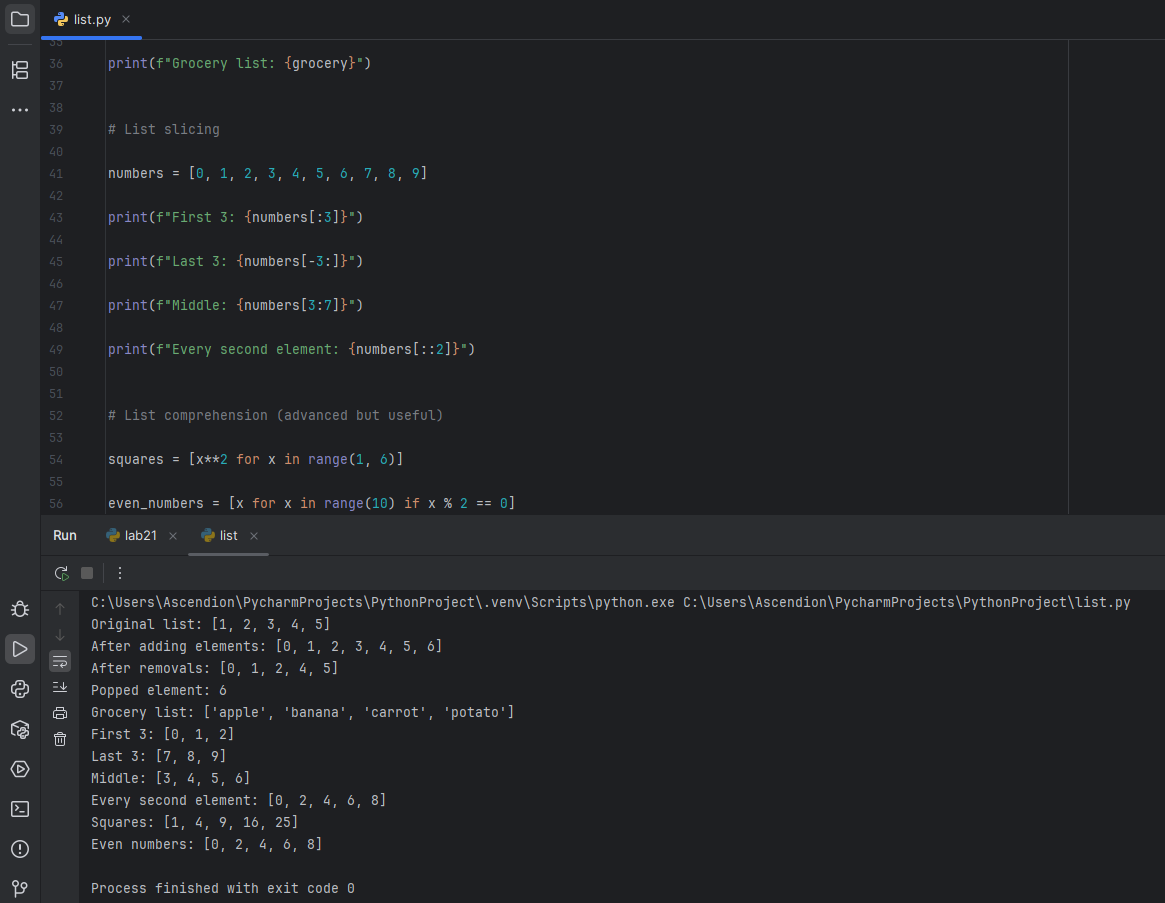 list.py
35
36 print(f"Grocery list: {grocery}")
37
38
39 # List slicing
40
41 numbers = [0, 1, 2, 3, 4, 5, 6, 7, 8, 9]
42
43 print(f"First 3: {numbers[:3]}")
44
45 print(f"Last 3: {numbers[-3:]}")
46
47 print(f"Middle: {numbers[3:7]}")
48
49 print(f"Every second element: {numbers[::2]}")
50
51
52 # List comprehension (advanced but useful)
53
54 squares = [x**2 for x in range(1, 6)]
55
56 even_numbers = [x for x in range(10) if x % 2 == 0]
Run lab21 list
C:\Users\Ascendion\PycharmProjects\PythonProject\.venv\Scripts\python.exe C:\Users\Ascendion\PycharmProjects\PythonProject\list.py
Original list: [1, 2, 3, 4, 5]
After adding elements: [0, 1, 2, 3, 4, 5, 6]
After removals: [0, 1, 2, 4, 5]
Popped element: 6
Grocery list: ['apple', 'banana', 'carrot', 'potato']
First 3: [0, 1, 2]
Last 3: [7, 8, 9]
Middle: [3, 4, 5, 6]
Every second element: [0, 2, 4, 6, 8]
Squares: [1, 4, 9, 16, 25]
Even numbers: [0, 2, 4, 6, 8]
Process finished with exit code 0